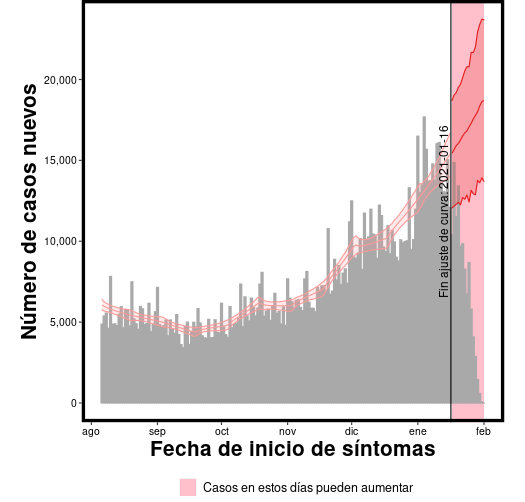 Número de casos nuevos
20,000
15,000
10,000
5,000
0
Fin ajuste de curva: 2021-01-16
ago sep oct nov dic ene feb
Fecha de inicio de síntomas
Casos en estos días pueden aumentar